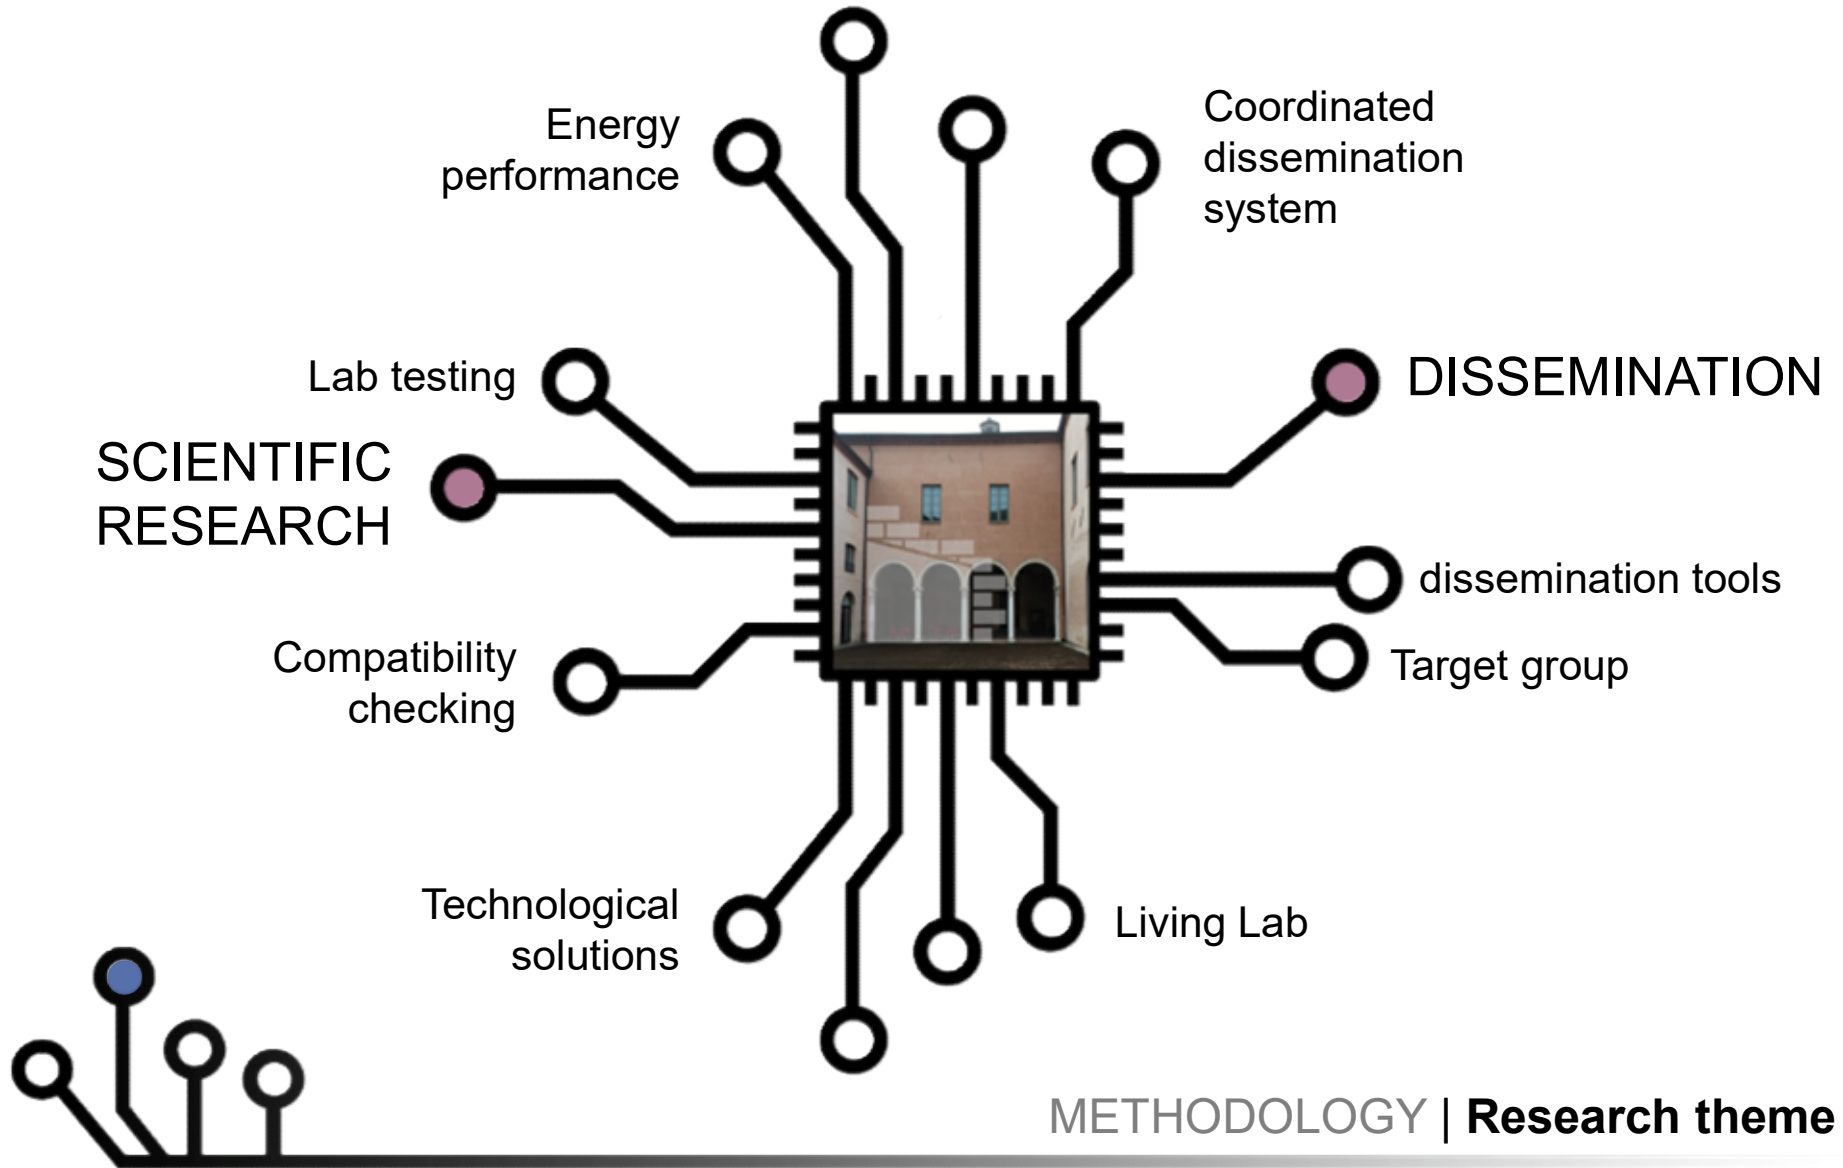 Energy
performance
Coordinated
dissemination
system
Lab testing
SCIENTIFIC
RESEARCH
DISSEMINATION
dissemination tools
Compatibility
checking
Target group
Technological
solutions
Living Lab
METHODOLOGY | Research theme